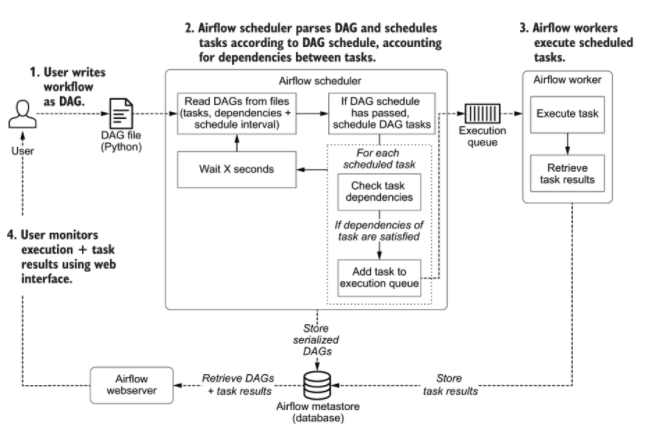 2. Airflow scheduler parses DAG and schedules
tasks according to DAG schedule, accounting
for dependencies between tasks.
3. Airflow workers
execute scheduled
tasks.
1. User writes
workflow
as DAG.
Airflow scheduler
Airflow worker
User
DAG file
(Python)
Read DAGs from files
(tasks, dependencies +
schedule interval)
If DAG schedule
has passed,
schedule DAG tasks
Execution
queue
Execute task
Wait X seconds
For each
scheduled task
Check task
dependencies
Retrieve
task results
If dependencies of
task are satisfied
Add task to
execution queue
4. User monitors
execution + task
results using web
interface.
Store
serialized
DAGs
Airflow
webserver
Retrieve DAGs
+ task results
Airflow metastore
(database)
Store
task results